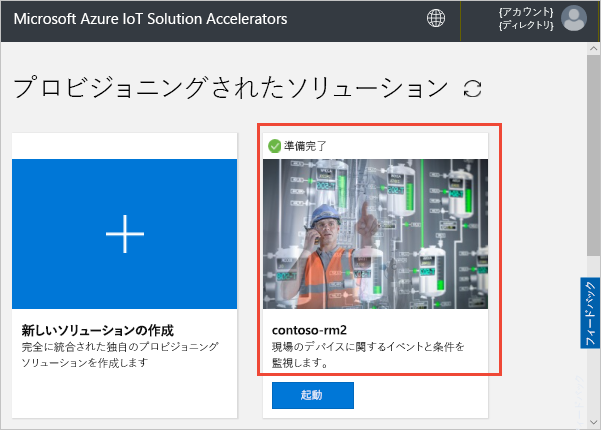 Microsoft Azure IoT Solution Accelerators
{アカウント}
{ディレクトリ}
プロビジョニングされたソリューション
準備完了
新しいソリューションの作成
完全に統合された独自のプロビジョニング
ソリューションを作成します
contoso-rm2
現場のデバイスに関するイベントと条件を
監視します。
起動
フィードバック